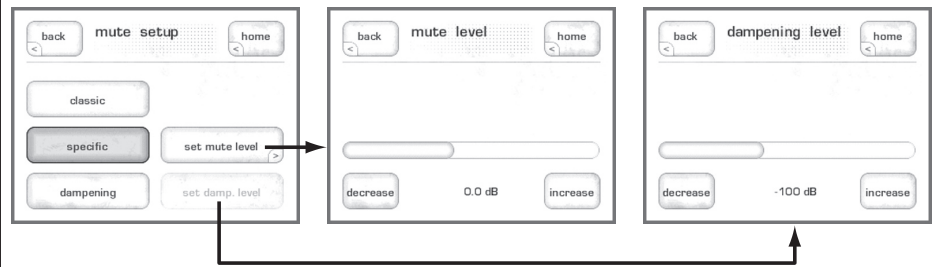 back
mute setup
home
<
<
classic
specific
set mute level
>
dampening
set damp. level
back
mute level
home
<
<
decrease
0.0 dB
increase
back
dampening level
home
<
<
decrease
-100 dB
increase